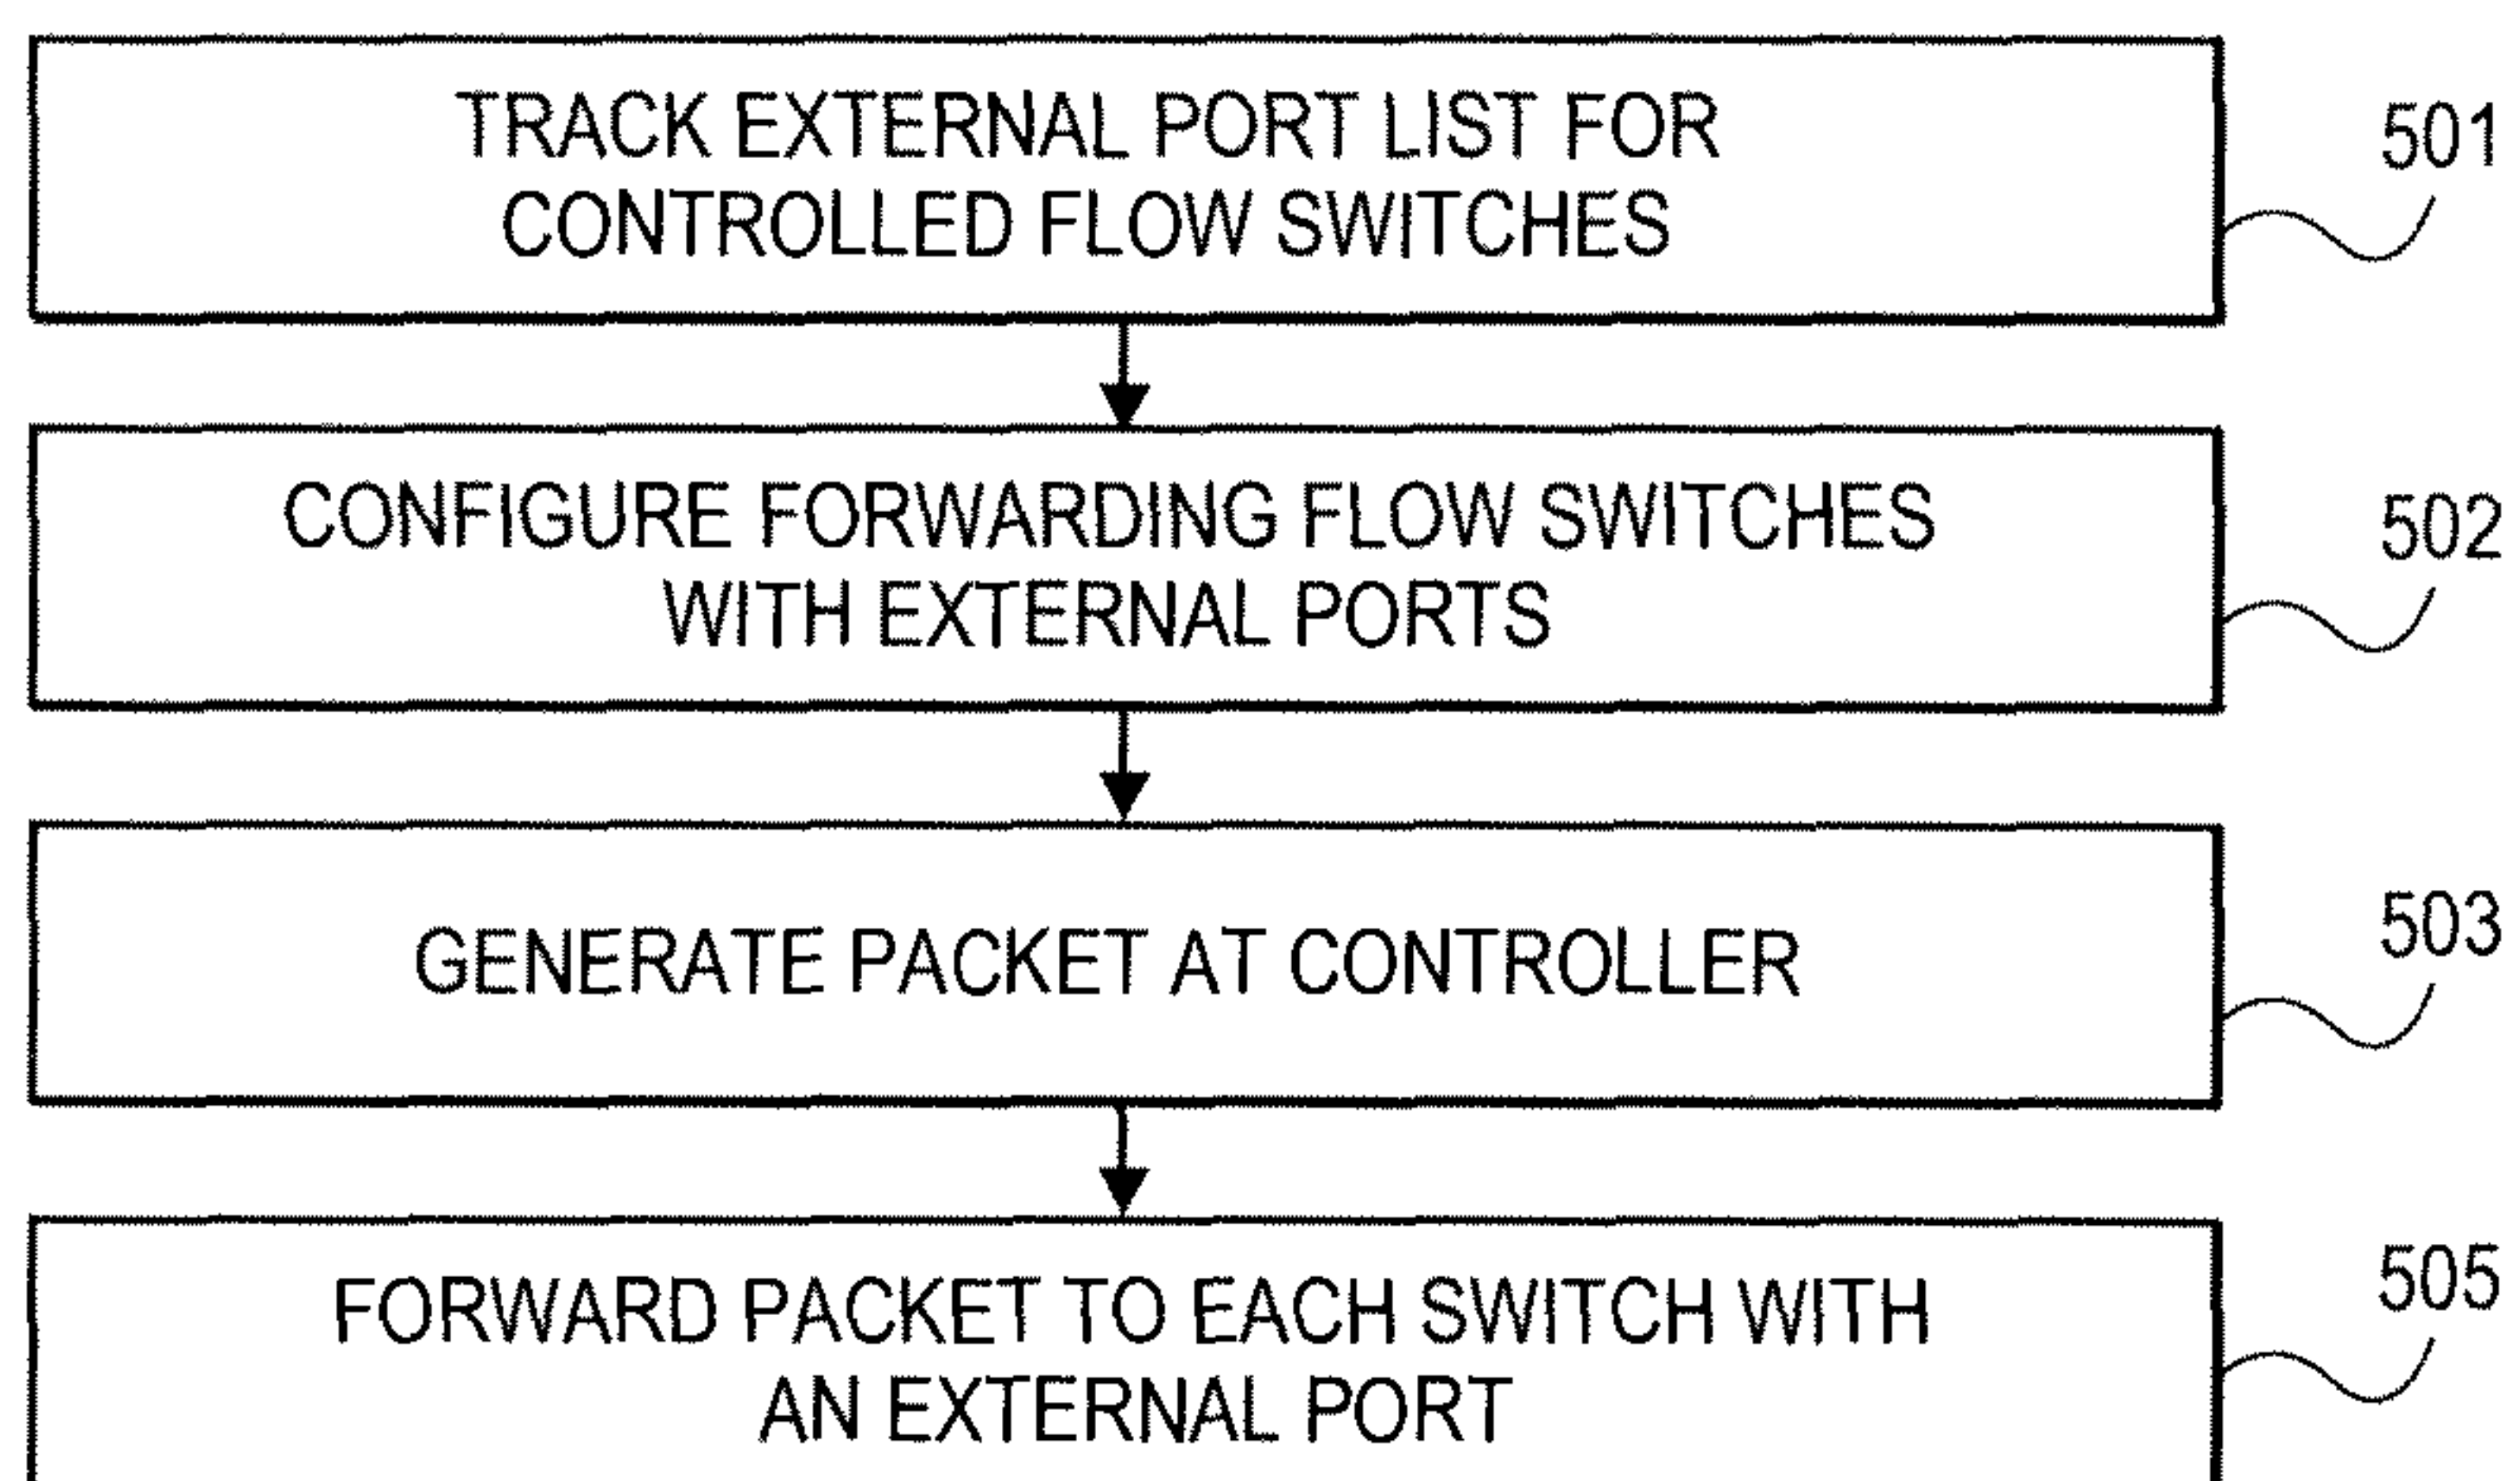 TRACK EXTERNAL PORT LIST FOR
CONTROLLED FLOW SWITCHES
501
CONFIGURE FORWARDING FLOW SWITCHES
WITH EXTERNAL PORTS
502
GENERATE PACKET AT CONTROLLER
503
FORWARD PACKET TO EACH SWITCH WITH
AN EXTERNAL PORT
505